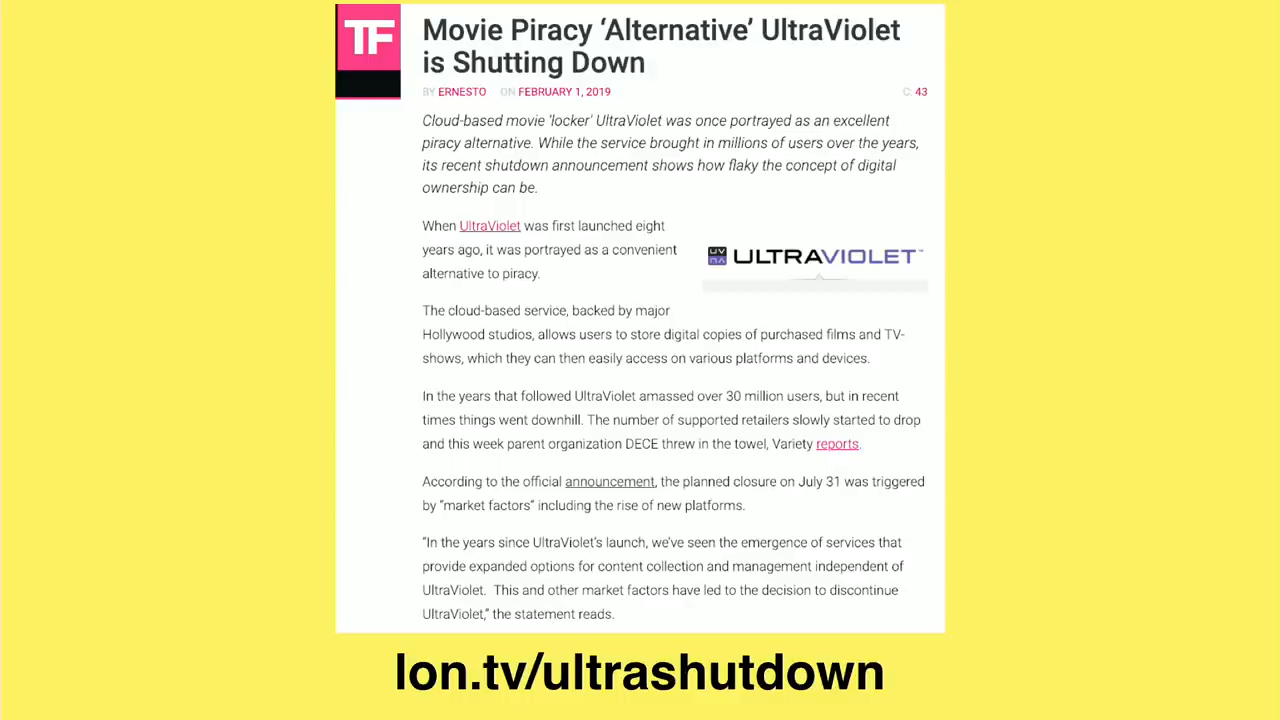 TF
Movie Piracy ‘Alternative’ UltraViolet
is Shutting Down
BY ERNESTO ON FEBRUARY 1, 2019 C: 43
Cloud-based movie 'locker' UltraViolet was once portrayed as an excellent
piracy alternative. While the service brought in millions of users over the years,
its recent shutdown announcement shows how flaky the concept of digital
ownership can be.
When UltraViolet was first launched eight
years ago, it was portrayed as a convenient
alternative to piracy.
UV
ULTRAVIOLET™
The cloud-based service, backed by major
Hollywood studios, allows users to store digital copies of purchased films and TV-
shows, which they can then easily access on various platforms and devices.
In the years that followed UltraViolet amassed over 30 million users, but in recent
times things went downhill. The number of supported retailers slowly started to drop
and this week parent organization DECE threw in the towel, Variety reports.
According to the official announcement, the planned closure on July 31 was triggered
by “market factors” including the rise of new platforms.
“In the years since UltraViolet’s launch, we’ve seen the emergence of services that
provide expanded options for content collection and management independent of
UltraViolet. This and other market factors have led to the decision to discontinue
UltraViolet,” the statement reads.
lon.tv/ultrashutdown